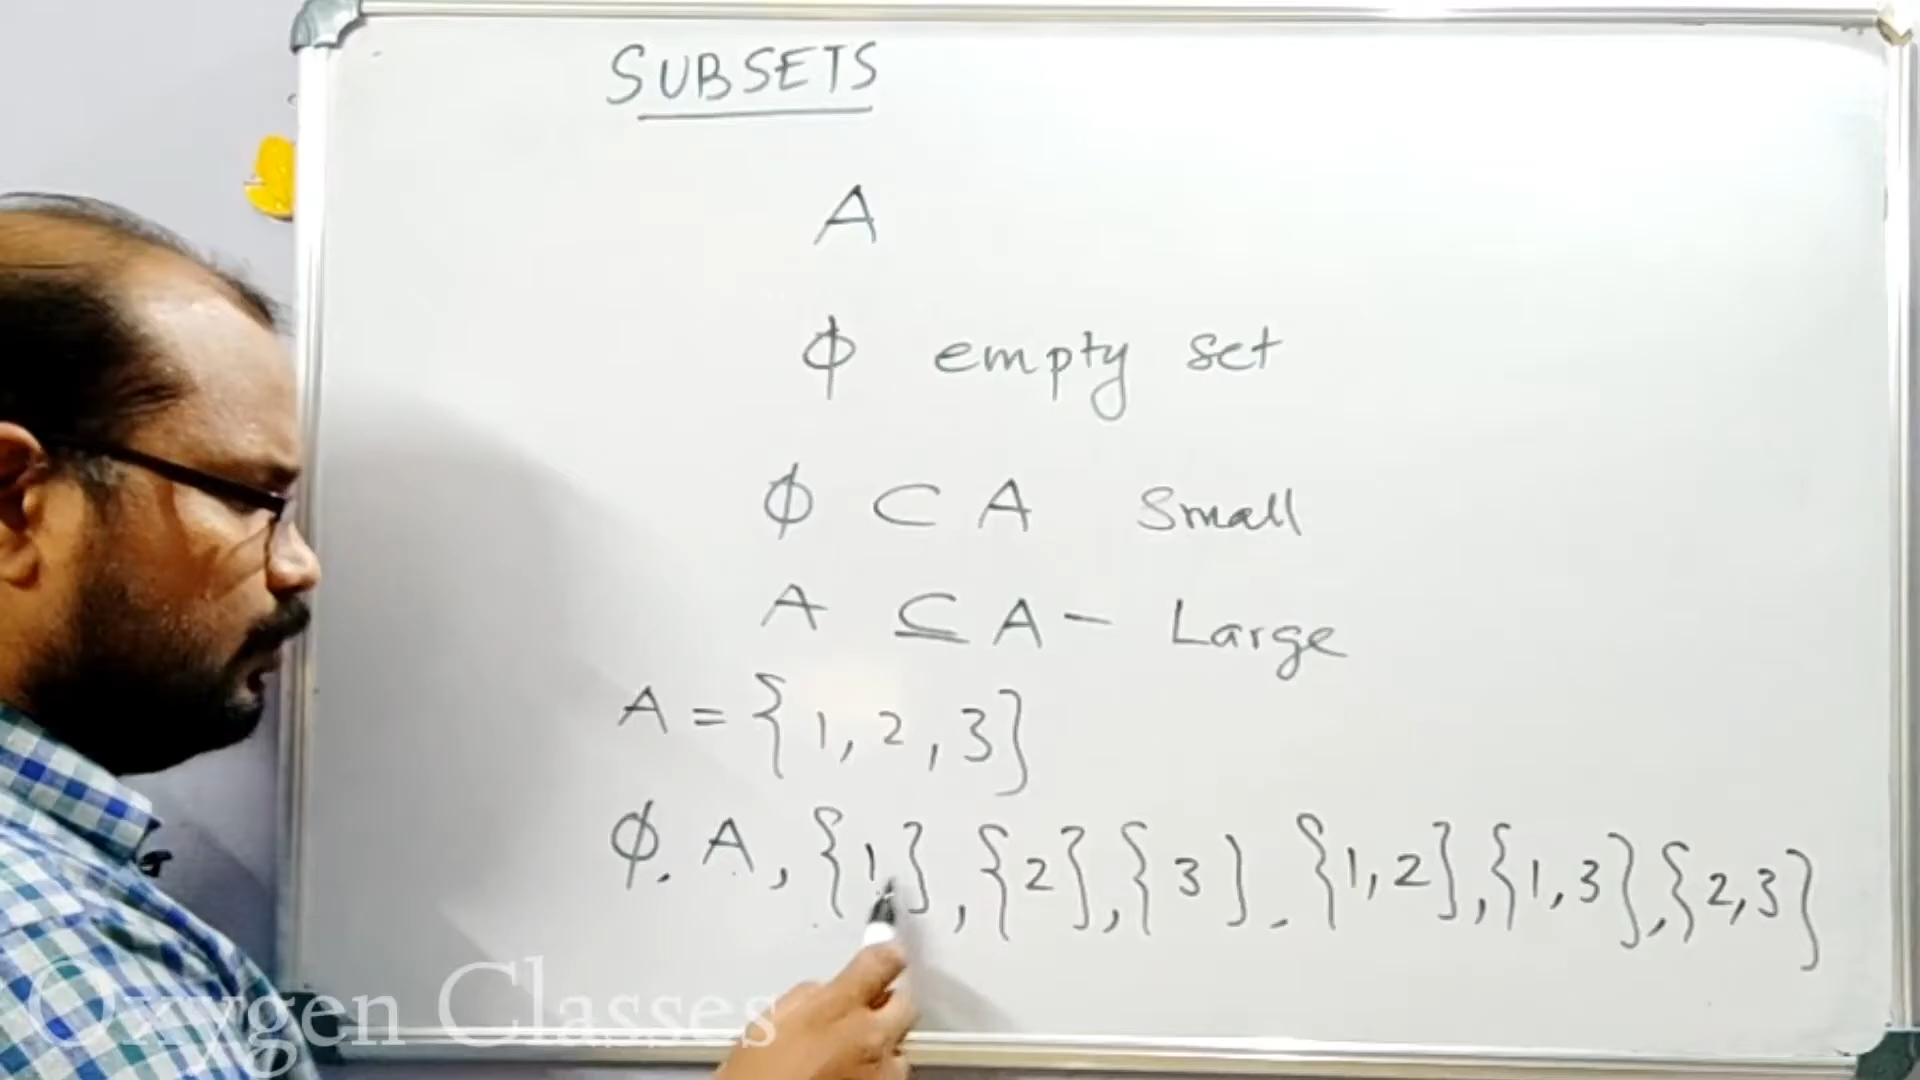 SUBSETS
A
ϕ empty set
ϕ ⊂ A Small
A ⊆ A - Large
A = {1, 2, 3}
ϕ, A, {1}, {2}, {3}, {1, 2}, {1, 3}, {2, 3}
Oxygen Classes